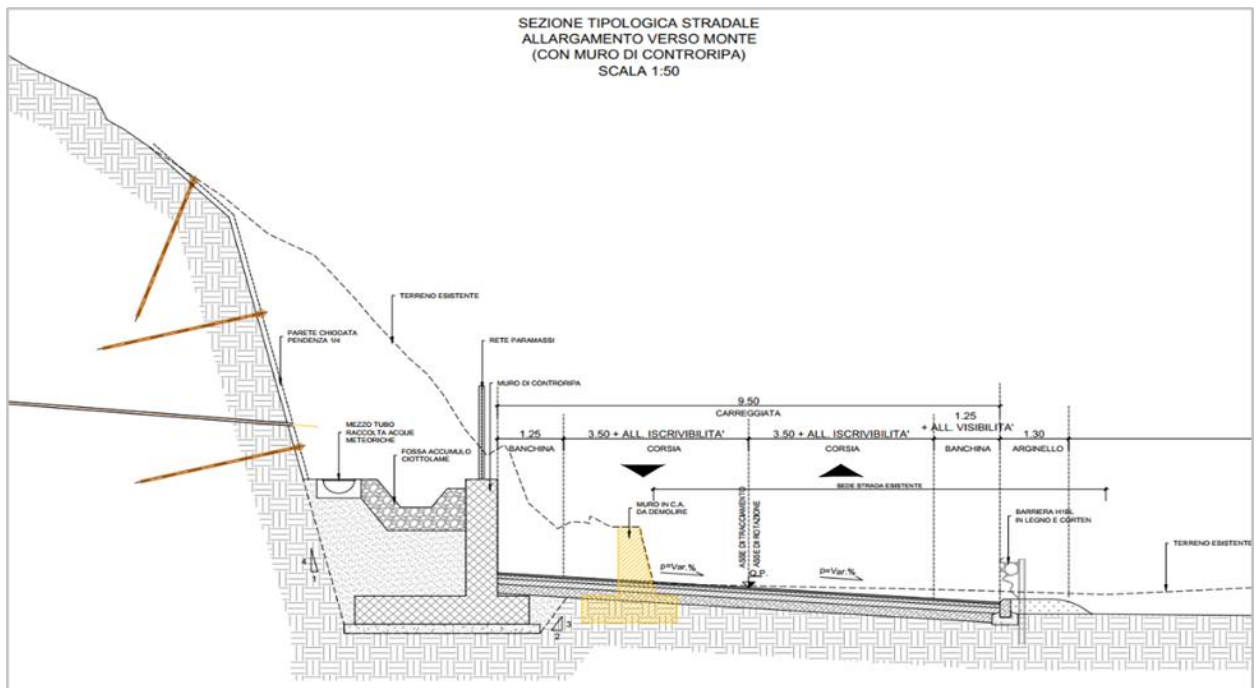 SEZIONE TIPOLOGICA STRADALE
ALLARGAMENTO VERSO MONTE
(CON MURO DI CONTRORIPA)
SCALA 1:50
TERRENO ESISTENTE
PARETE CHIODATA
PENDENZA 1/4
RETE PARAMASSI
MURO DI CONTRORIPA
9.50
CARREGGIATA
1.25
+ ALL. VISIBILITA'
1.25
3.50 + ALL. ISCRIVIBILITA'
3.50 + ALL. ISCRIVIBILITA'
1.30
BANCHINA
CORSIA
CORSIA
BANCHINA
ARGINELLO
MEZZO TUBO
RACCOLTA ACQUE
METEORICHE
FOSSA ACCUMULO
CIOTTOLAME
SEDE STRADA ESISTENTE
MURO IN C.A.
DA DEMOLIRE
ASSE DI TRACCIAMENTO
ASSE DI ROTAZIONE
BARRIERA H1BL
IN LEGNO E CORTEN
TERRENO ESISTENTE
p=Var.%
Q.P.
p=Var.%
4
1
3
2